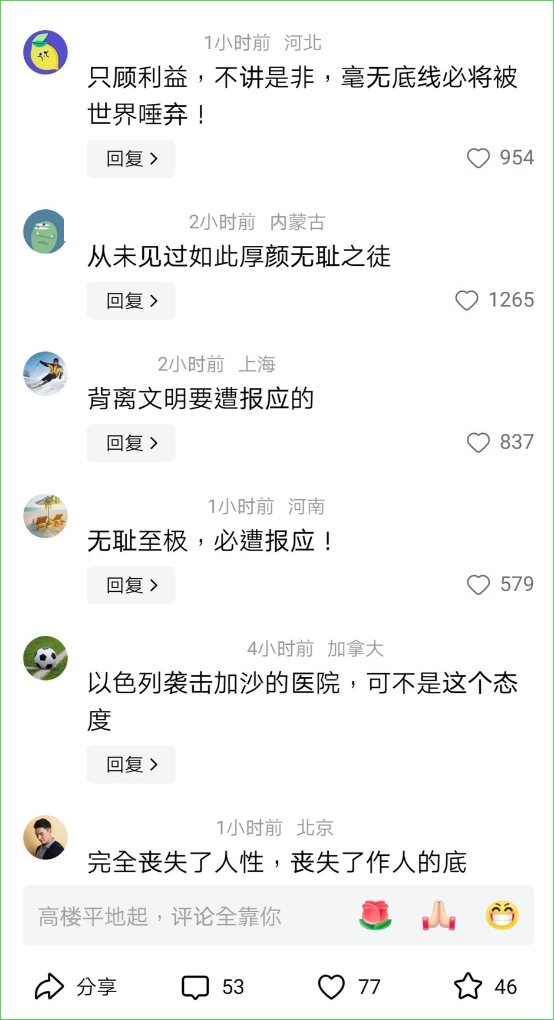 1小时前 河北
只顾利益，不讲是非，毫无底线必将被
世界唾弃！
回复 >
954
2小时前 内蒙古
从未见过如此厚颜无耻之徒
回复 >
1265
2小时前 上海
背离文明要遭报应的
回复 >
837
1小时前 河南
无耻至极，必遭报应！
回复 >
579
4小时前 加拿大
以色列袭击加沙的医院，可不是这个态
度
回复 >
1小时前 北京
完全丧失了人性，丧失了作人的底
高楼平地起，评论全靠你
分享 53 77 46